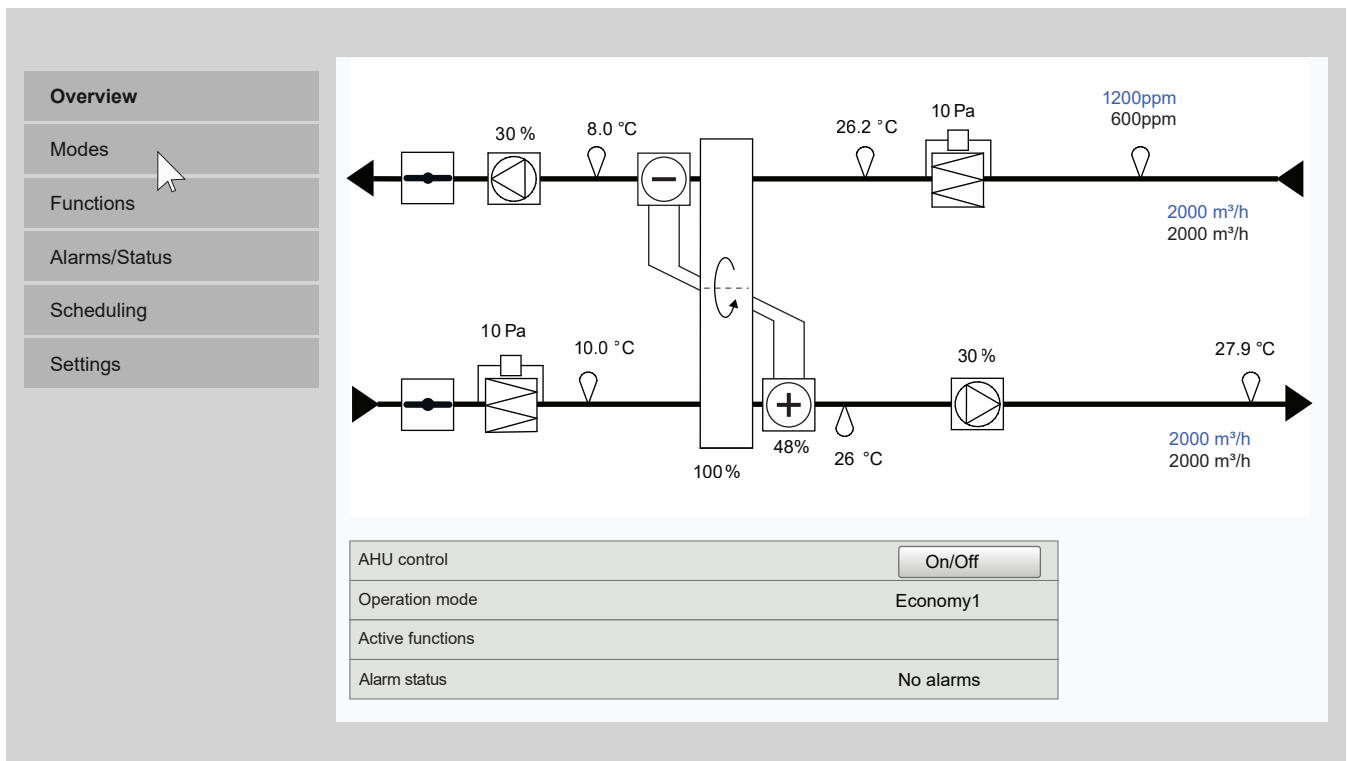 Overview
Modes
Functions
Alarms/Status
Scheduling
Settings
30 %
8.0 °C
26.2 °C
10 Pa
1200ppm
600ppm
2000 m³/h
2000 m³/h
10 Pa
10.0 °C
30 %
27.9 °C
48%
26 °C
100 %
2000 m³/h
2000 m³/h
AHU control On/Off
Operation mode Economy1
Active functions
Alarm status No alarms